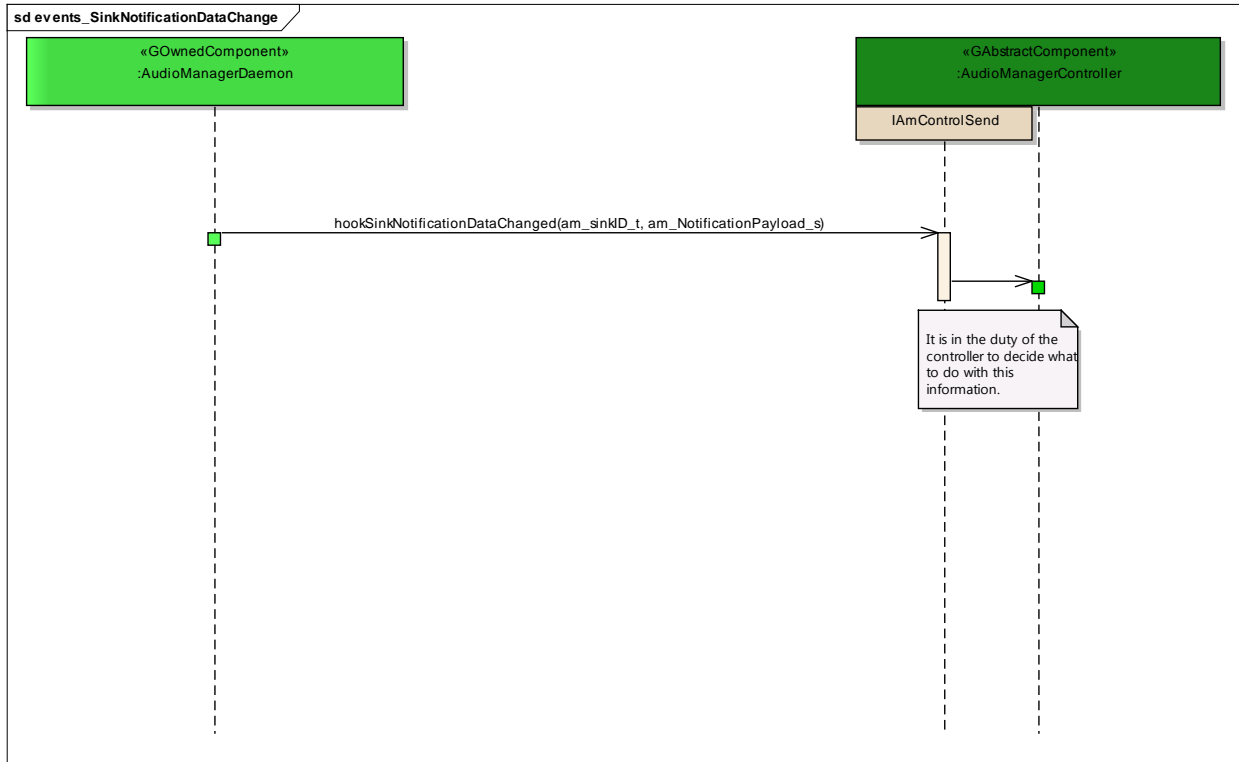 sd events_SinkNotificationDataChange
«GOwnedComponent»
:AudioManagerDaemon
«GAbstractComponent»
:AudioManagerController
IAmControlSend
hookSinkNotificationDataChanged(am_sinkID_t, am_NotificationPayload_s)
It is in the duty of the
controller to decide what
to do with this
information.